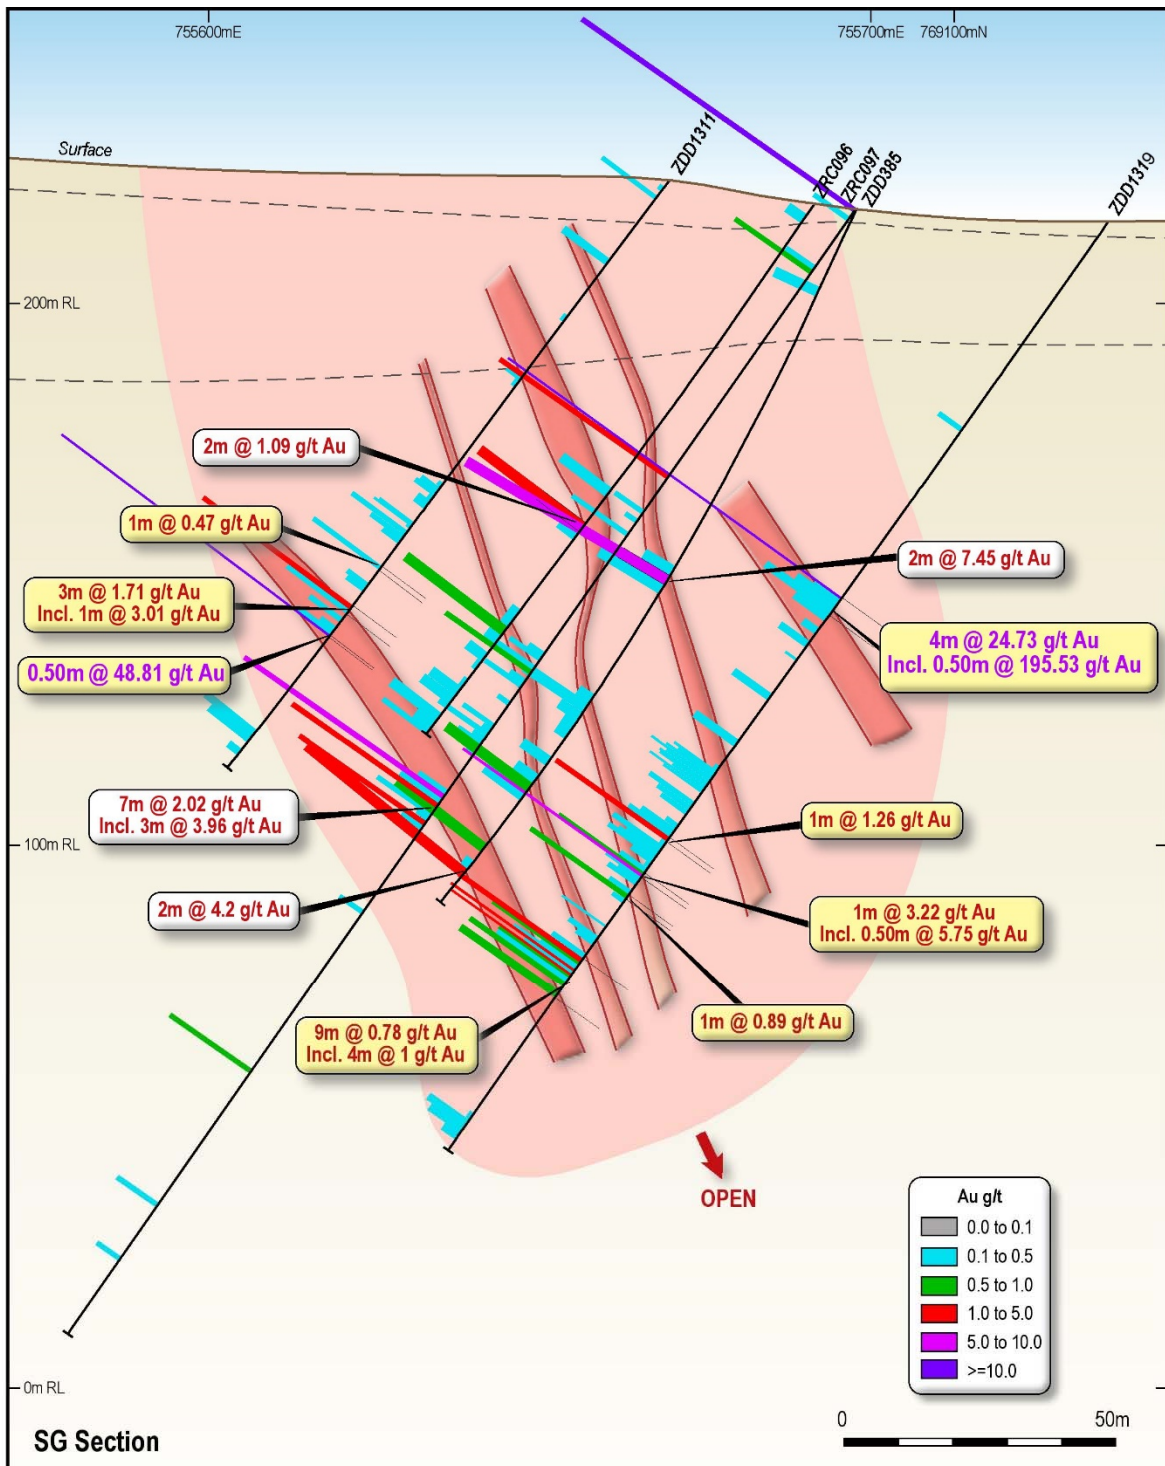 755600mE
755700mE 769100mN
Surface
ZDD1311
ZRC096
ZRC097
ZDD385
ZDD1319
200m RL
2m @ 1.09 g/t Au
1m @ 0.47 g/t Au
2m @ 7.45 g/t Au
3m @ 1.71 g/t Au
Incl. 1m @ 3.01 g/t Au
4m @ 24.73 g/t Au
Incl. 0.50m @ 195.53 g/t Au
0.50m @ 48.81 g/t Au
7m @ 2.02 g/t Au
Incl. 3m @ 3.96 g/t Au
1m @ 1.26 g/t Au
100m RL
2m @ 4.2 g/t Au
1m @ 3.22 g/t Au
Incl. 0.50m @ 5.75 g/t Au
9m @ 0.78 g/t Au
Incl. 4m @ 1 g/t Au
1m @ 0.89 g/t Au
OPEN
Au g/t
0.0 to 0.1
0.1 to 0.5
0.5 to 1.0
1.0 to 5.0
5.0 to 10.0
>=10.0
0m RL
0 50m
SG Section